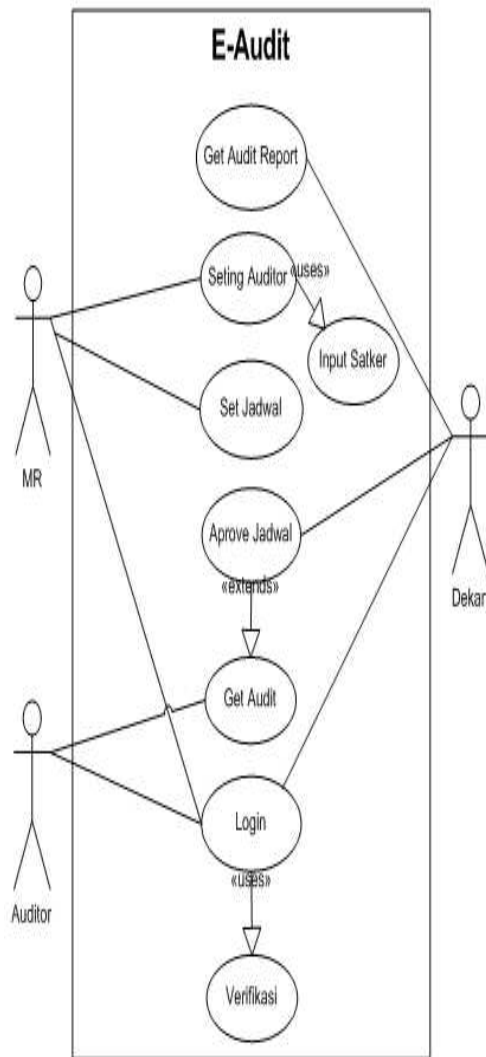 E-Audit
Get Audit Report
Seting Auditor
«uses»
Input Satker
Set Jadwal
MR
Aprove Jadwal
«extends»
Dekan
Get Audit
Login
«uses»
Auditor
Verifikasi